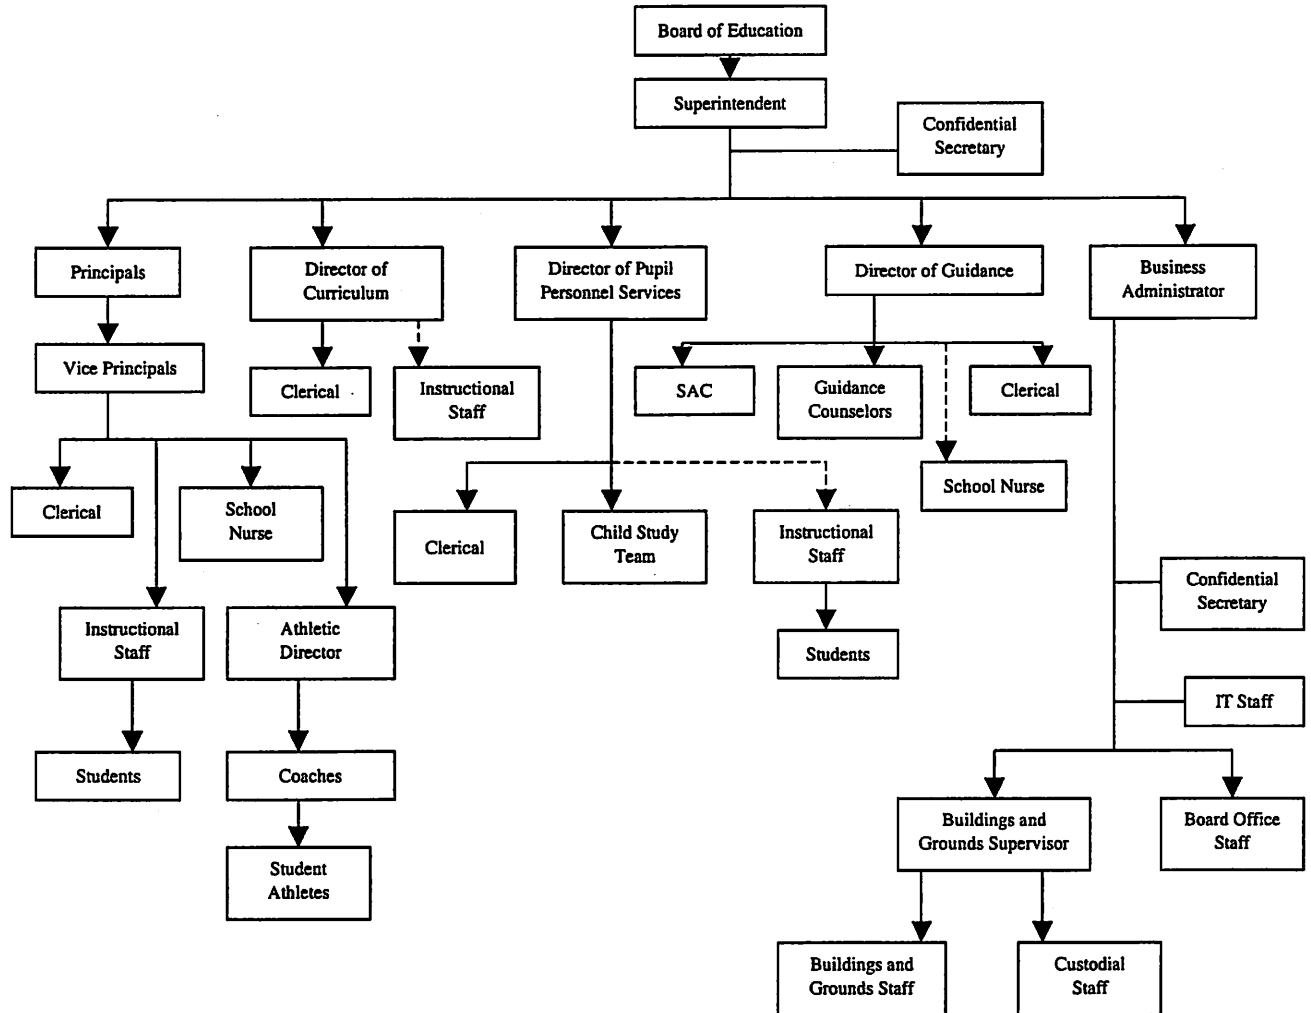 Board of Education
Superintendent
Confidential
Secretary
Principals
Director of
Curriculum
Director of Pupil
Personnel Services
Director of Guidance
Business
Administrator
Vice Principals
Clerical
Instructional
Staff
SAC
Guidance
Counselors
Clerical
School Nurse
Clerical
School
Nurse
Clerical
Child Study
Team
Instructional
Staff
Confidential
Secretary
Instructional
Staff
Athletic
Director
Students
IT Staff
Students
Coaches
Buildings and
Grounds Supervisor
Board Office
Staff
Student
Athletes
Buildings and
Grounds Staff
Custodial
Staff